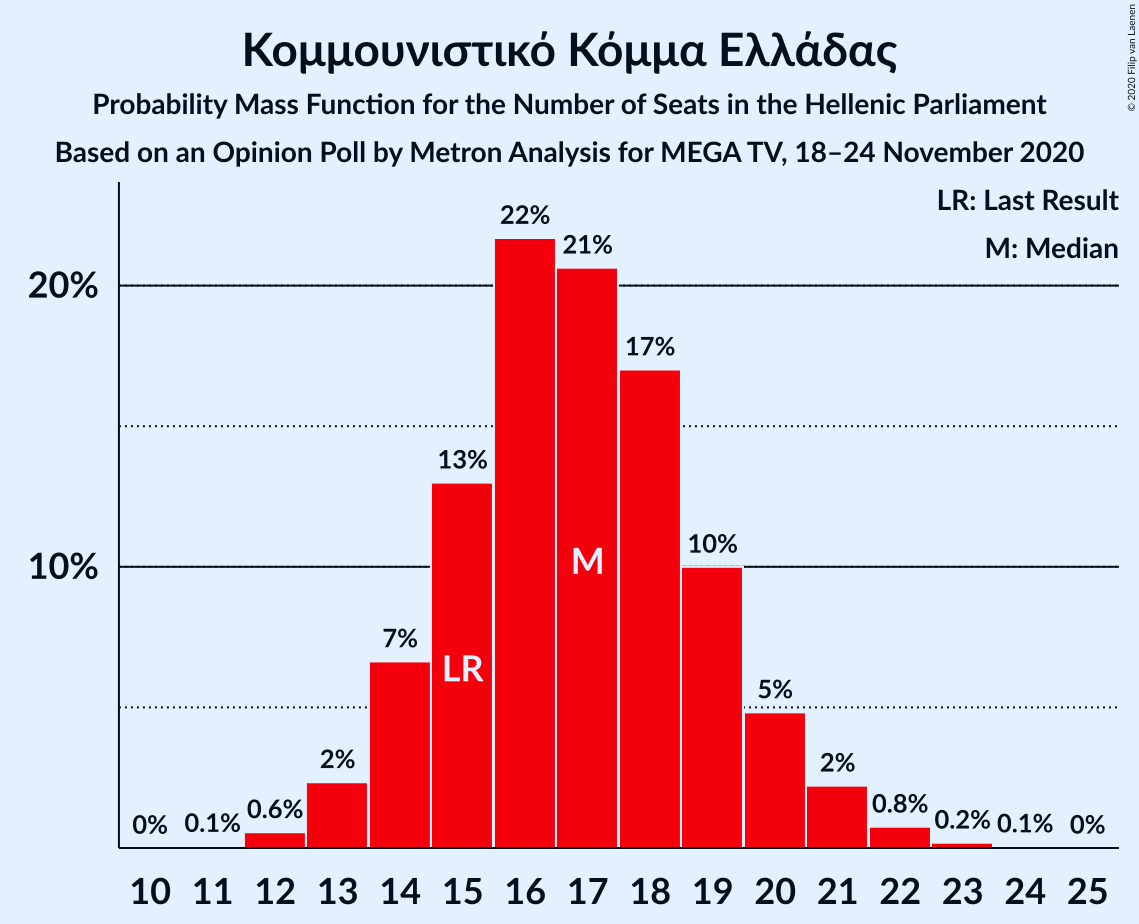 Κομμουνιστικό Κόμμα Ελλάδας
Probability Mass Function for the Number of Seats in the Hellenic Parliament
Based on an Opinion Poll by Metron Analysis for MEGA TV, 18–24 November 2020
© 2020 Filip van Laenen
LR: Last Result
M: Median
20%
10%
0% 0.1% 0.6% 2% 7% 13% 22% 21% 17% 10% 5% 2% 0.8% 0.2% 0.1% 0%
LR
M
10 11 12 13 14 15 16 17 18 19 20 21 22 23 24 25